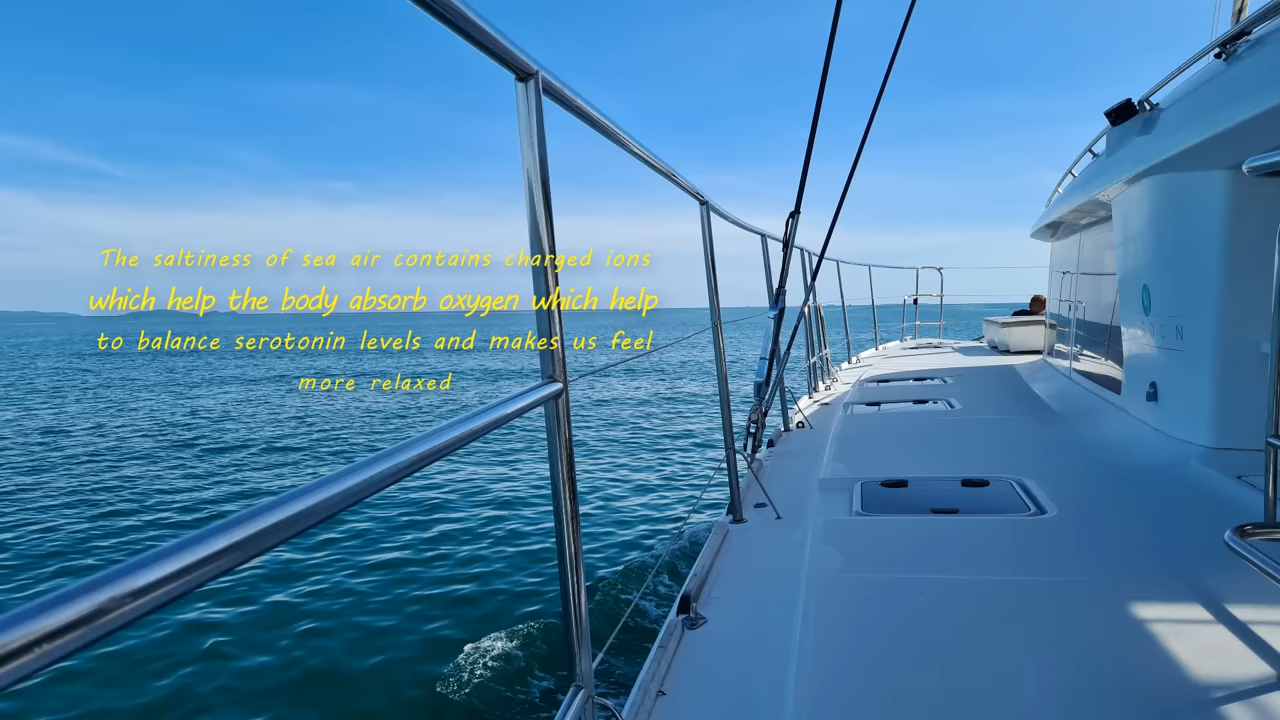 The saltiness of sea air contains charged ions
which help the body absorb oxygen which help
to balance serotonin levels and makes us feel
more relaxed